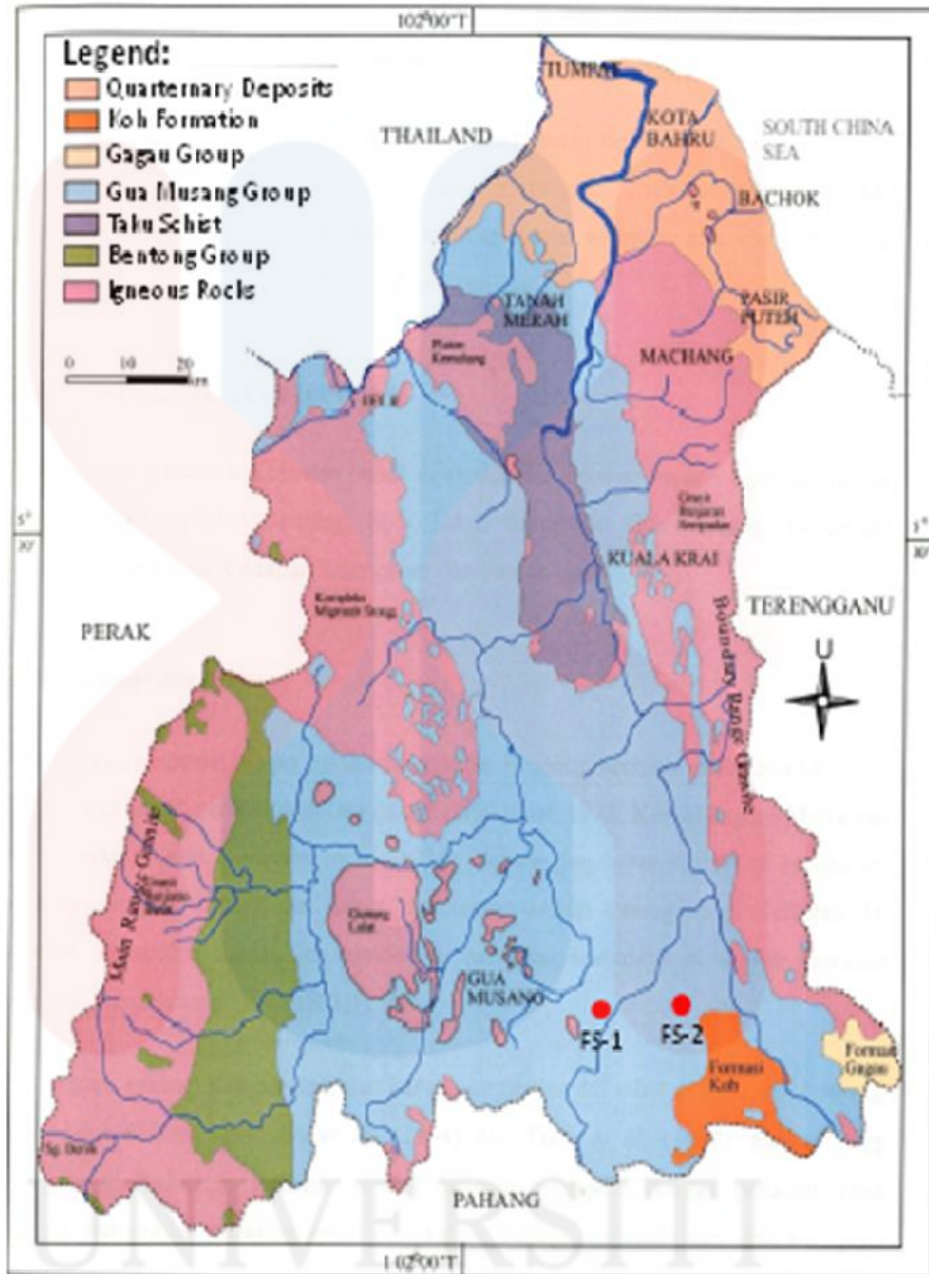 102°00'T
Legend:
Quarternary Deposits
Koh Formation
Gagau Group
Gua Musang Group
Taku Schist
Bentong Group
Igneous Rocks
0 10 20
km
THAILAND
TUMPAT
KOTA
BAHRU
SOUTH CHINA
SEA
BACHOK
TANAH
MERAH
PASIR
PUTEH
MACHANG
JELI
KUALA KRAI
TERENGGANU
PERAK
U
Boundary Range Granite
Main Range Granite
GUA
MUSANG
FS-1
FS-2
Formasi
Koh
Formasi
Gagau
PAHANG
UNIVERSITI
102°00'T